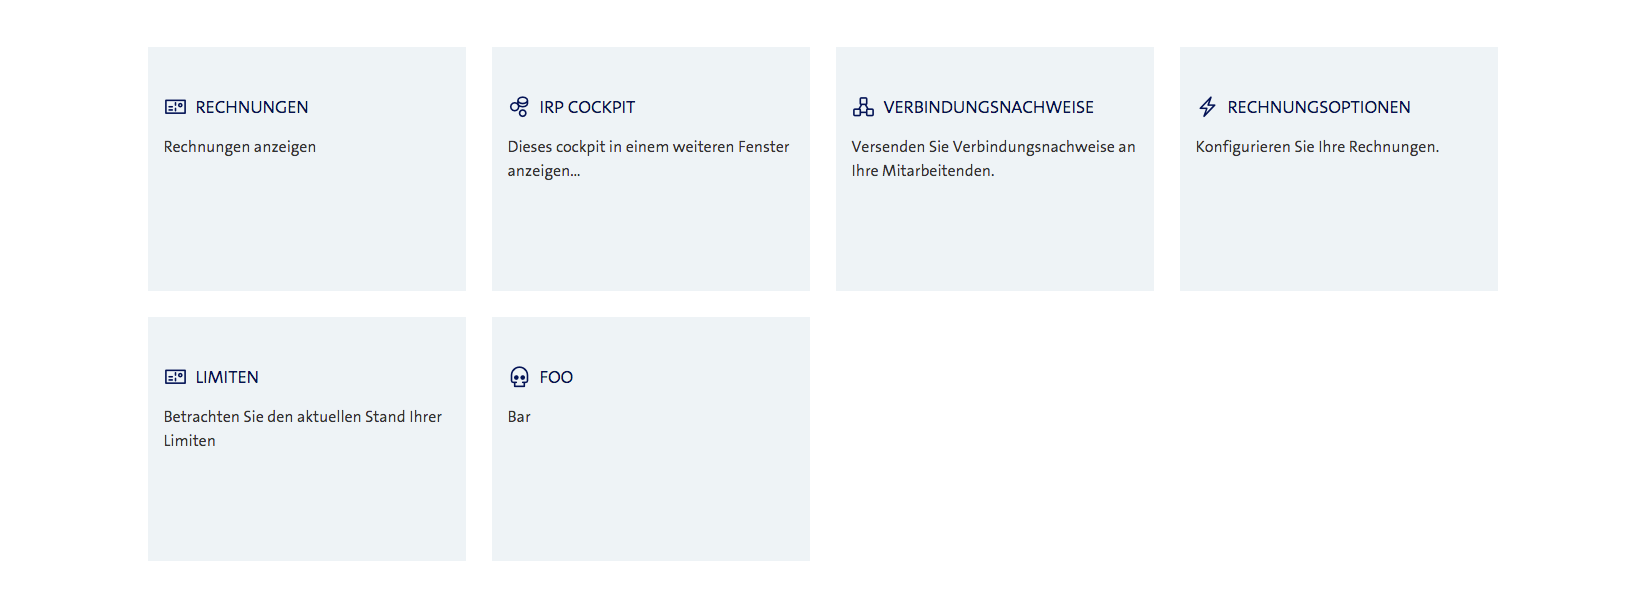 RECHNUNGEN
Rechnungen anzeigen
IRP COCKPIT
Dieses cockpit in einem weiteren Fenster
anzeigen...
VERBINDUNGSNACHWEISE
Versenden Sie Verbindungsnachweise an
Ihre Mitarbeitenden.
RECHNUNGSOPTIONEN
Konfigurieren Sie Ihre Rechnungen.
LIMITEN
Betrachten Sie den aktuellen Stand Ihrer
Limiten
FOO
Bar